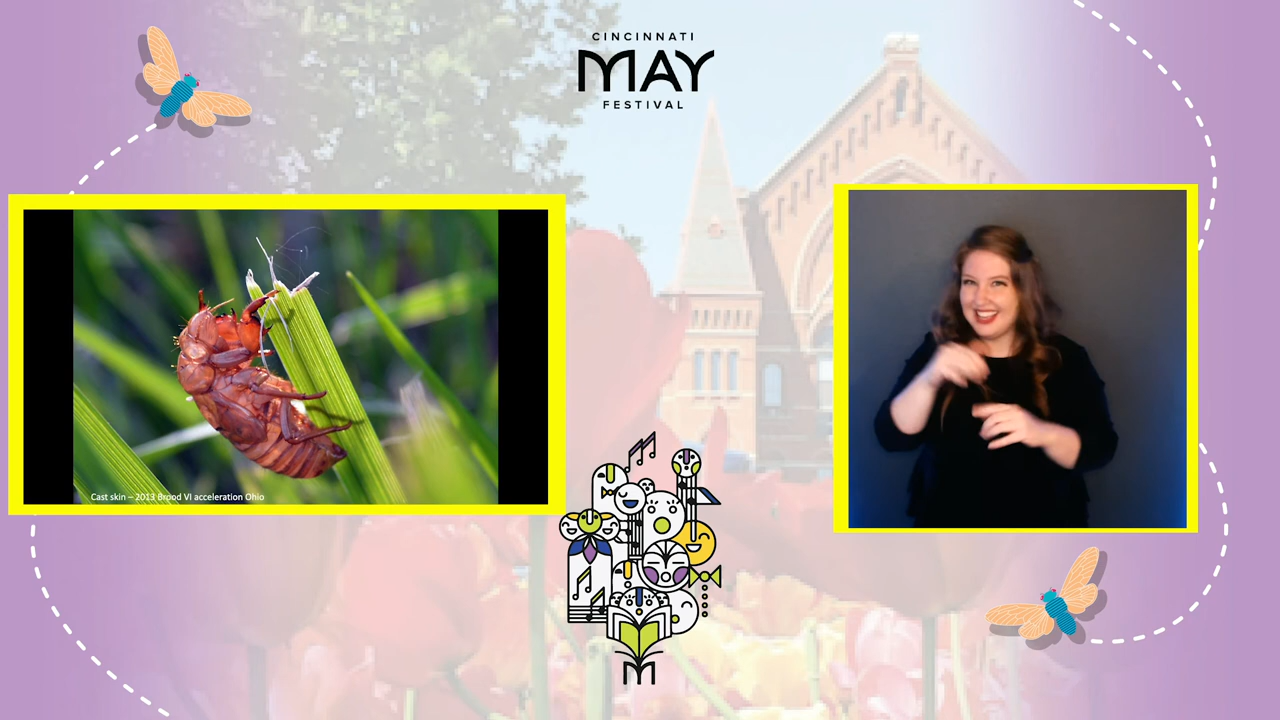 CINCINNATI
MAY
FESTIVAL
Cast skin – 2013 Brood VI acceleration Ohio
M